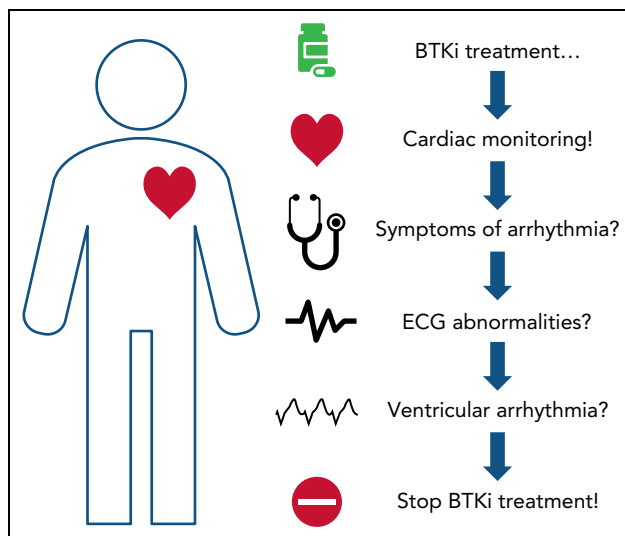 BTKi treatment…
Cardiac monitoring!
Symptoms of arrhythmia?
ECG abnormalities?
Ventricular arrhythmia?
Stop BTKi treatment!